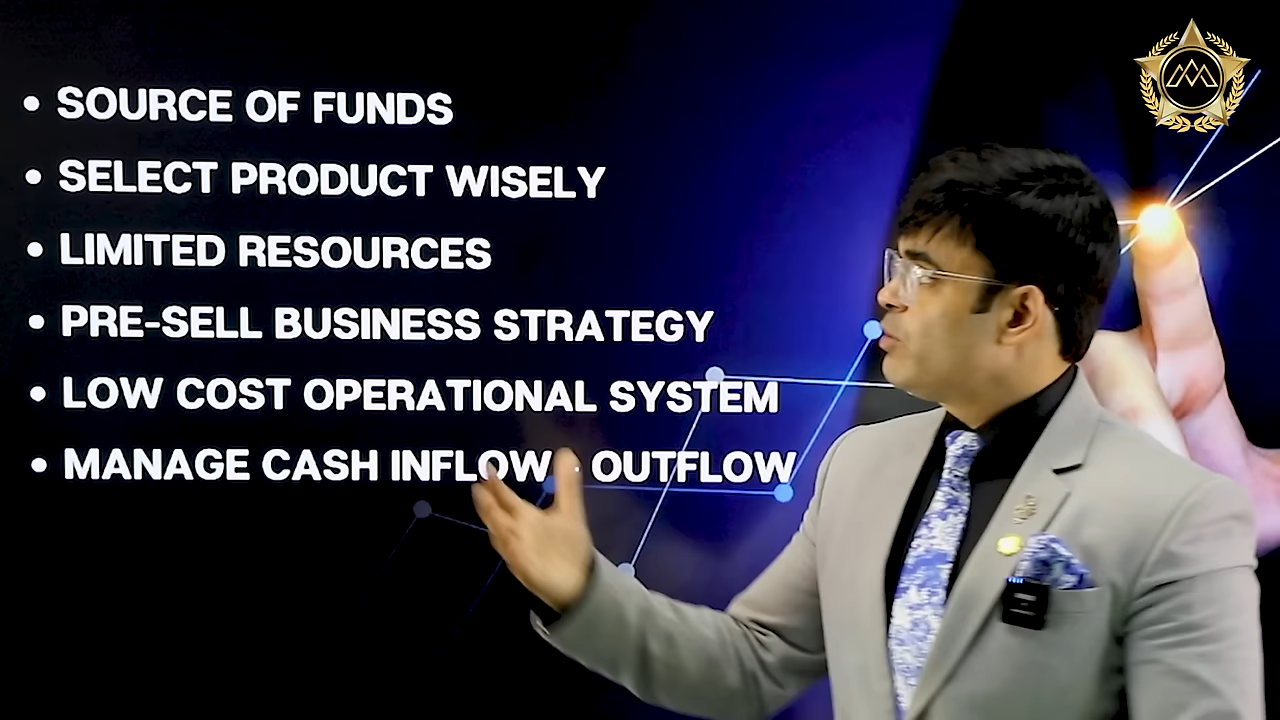 • SOURCE OF FUNDS
• SELECT PRODUCT WISELY
• LIMITED RESOURCES
• PRE-SELL BUSINESS STRATEGY
• LOW COST OPERATIONAL SYSTEM
• MANAGE CASH INFLOW OUTFLOW